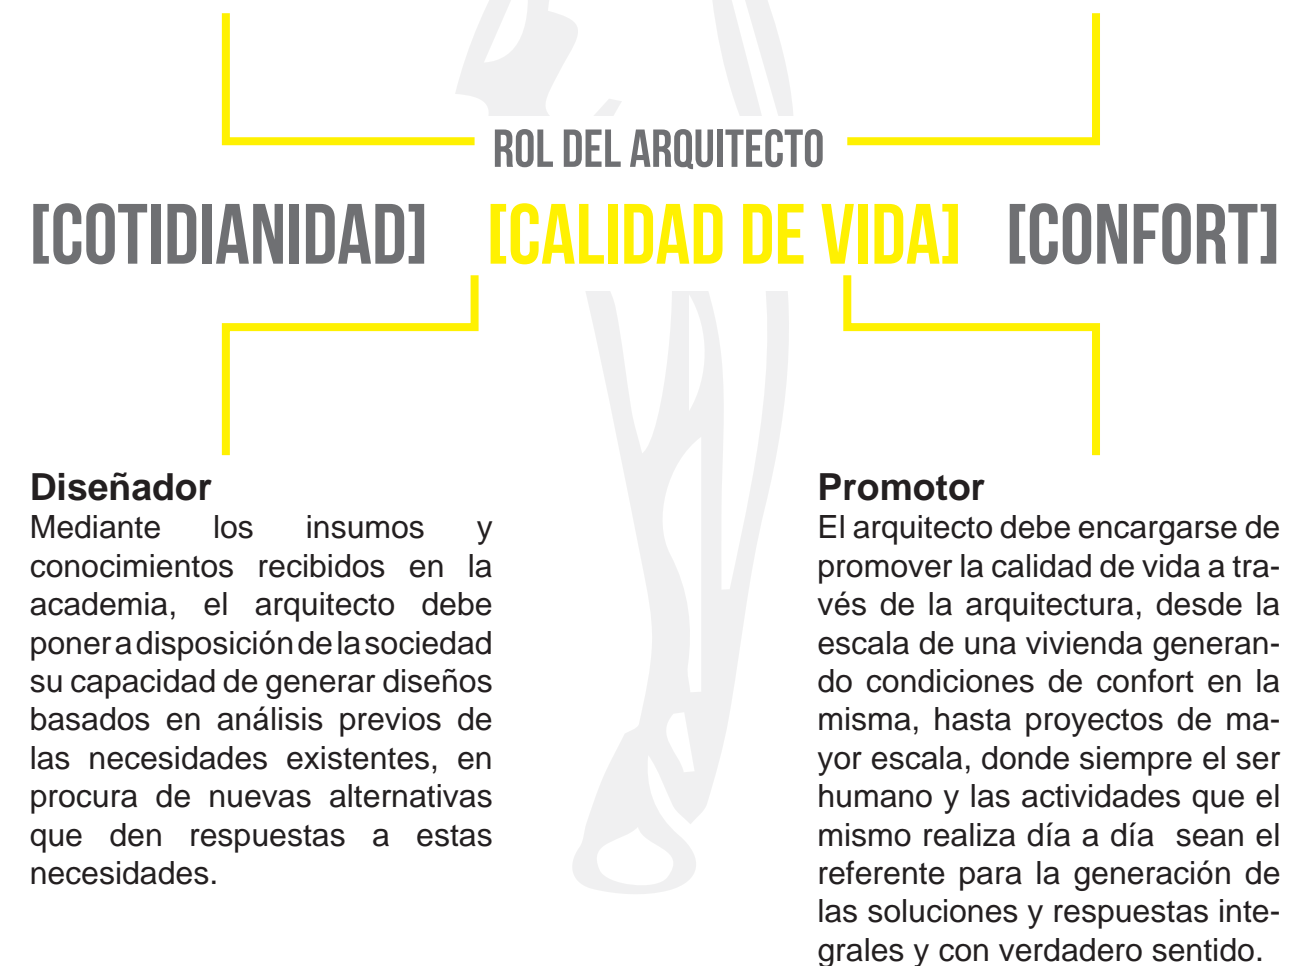 ROL DEL ARQUITECTO
[COTIDIANIDAD] [CALIDAD DE VIDA] [CONFORT]
Diseñador
Mediante los insumos y
conocimientos recibidos en la
academia, el arquitecto debe
poner a disposición de la sociedad
su capacidad de generar diseños
basados en análisis previos de
las necesidades existentes, en
procura de nuevas alternativas
que den respuestas a estas
necesidades.
Promotor
El arquitecto debe encargarse de
promover la calidad de vida a tra-
vés de la arquitectura, desde la
escala de una vivienda generan-
do condiciones de confort en la
misma, hasta proyectos de ma-
yor escala, donde siempre el ser
humano y las actividades que el
mismo realiza día a día sean el
referente para la generación de
las soluciones y respuestas inte-
grales y con verdadero sentido.